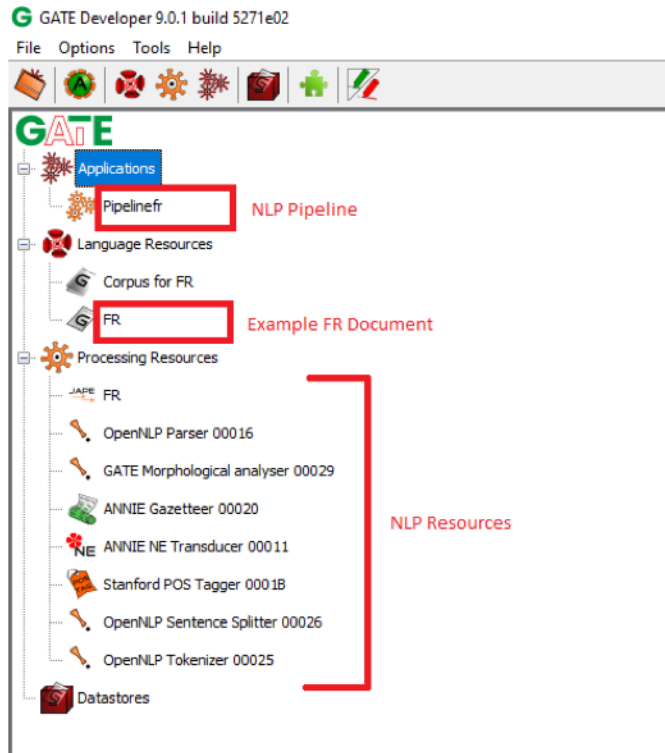 GATE Developer 9.0.1 build 5271e02
File Options Tools Help
GATE
Applications
Pipelinefr
NLP Pipeline
Language Resources
Corpus for FR
FR
Example FR Document
Processing Resources
JAPE FR
OpenNLP Parser 00016
GATE Morphological analyser 00029
ANNIE Gazetteer 00020
NE ANNIE NE Transducer 00011
NLP Resources
POS TAG Stanford POS Tagger 0001B
OpenNLP Sentence Splitter 00026
OpenNLP Tokenizer 00025
Datastores